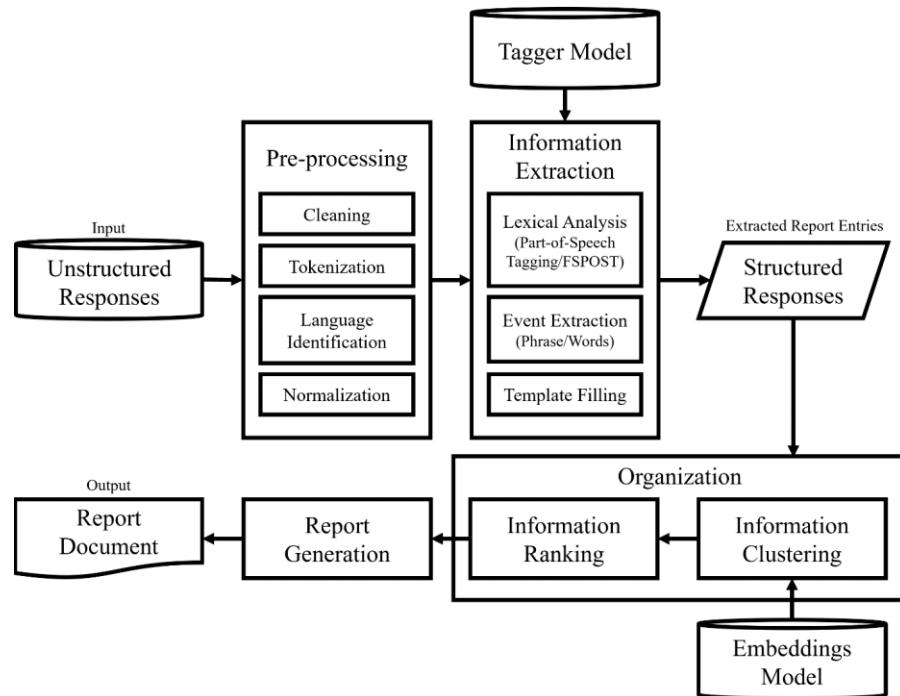 Tagger Model
Pre-processing
Cleaning
Tokenization
Language
Identification
Normalization
Information
Extraction
Lexical Analysis
(Part-of-Speech
Tagging/FSPOST)
Event Extraction
(Phrase/Words)
Template Filling
Input
Unstructured
Responses
Extracted Report Entries
Structured
Responses
Organization
Information
Clustering
Information
Ranking
Embeddings
Model
Report
Generation
Output
Report
Document